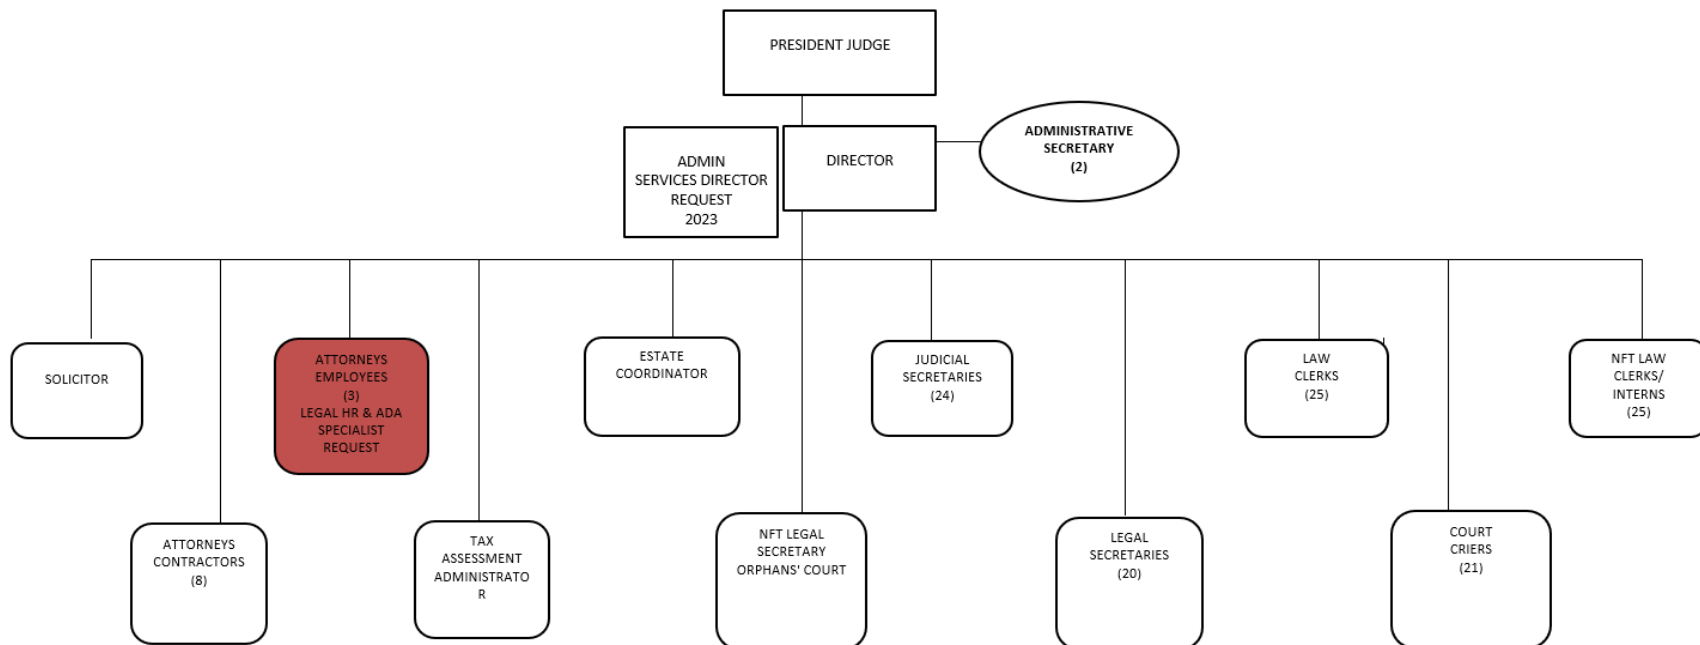 PRESIDENT JUDGE
ADMIN
SERVICES DIRECTOR
REQUEST
2023
DIRECTOR
ADMINISTRATIVE
SECRETARY
(2)
SOLICITOR
ATTORNEYS
EMPLOYEES
(3)
LEGAL HR & ADA
SPECIALIST
REQUEST
ESTATE
COORDINATOR
JUDICIAL
SECRETARIES
(24)
LAW
CLERKS
(25)
NFT LAW
CLERKS/
INTERNS
(25)
ATTORNEYS
CONTRACTORS
(8)
TAX
ASSESSMENT
ADMINISTRATO
R
NFT LEGAL
SECRETARY
ORPHANS' COURT
LEGAL
SECRETARIES
(20)
COURT
CRIERS
(21)